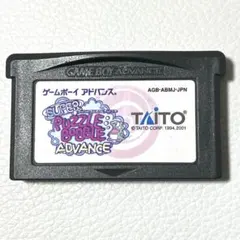 GAME BOY ADVANCE
ゲームボーイ アドバンス
AGB-ABMJ-JPN
SUPER
PUZZLE BOBBLE
ADVANCE
TAITO
©TAITO CORP. 1994,2001